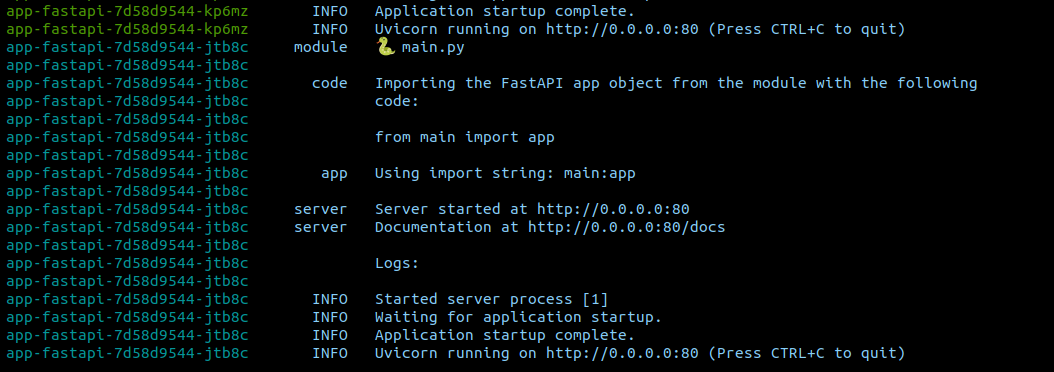 app-fastapi-7d58d9544-kp6mz INFO Application startup complete.
app-fastapi-7d58d9544-kp6mz INFO Uvicorn running on http://0.0.0.0:80 (Press CTRL+C to quit)
app-fastapi-7d58d9544-jtb8c module 🐍 main.py
app-fastapi-7d58d9544-jtb8c
app-fastapi-7d58d9544-jtb8c code Importing the FastAPI app object from the module with the following
app-fastapi-7d58d9544-jtb8c code:
app-fastapi-7d58d9544-jtb8c
app-fastapi-7d58d9544-jtb8c from main import app
app-fastapi-7d58d9544-jtb8c
app-fastapi-7d58d9544-jtb8c app Using import string: main:app
app-fastapi-7d58d9544-jtb8c
app-fastapi-7d58d9544-jtb8c server Server started at http://0.0.0.0:80
app-fastapi-7d58d9544-jtb8c server Documentation at http://0.0.0.0:80/docs
app-fastapi-7d58d9544-jtb8c
app-fastapi-7d58d9544-jtb8c Logs:
app-fastapi-7d58d9544-jtb8c
app-fastapi-7d58d9544-jtb8c INFO Started server process [1]
app-fastapi-7d58d9544-jtb8c INFO Waiting for application startup.
app-fastapi-7d58d9544-jtb8c INFO Application startup complete.
app-fastapi-7d58d9544-jtb8c INFO Uvicorn running on http://0.0.0.0:80 (Press CTRL+C to quit)